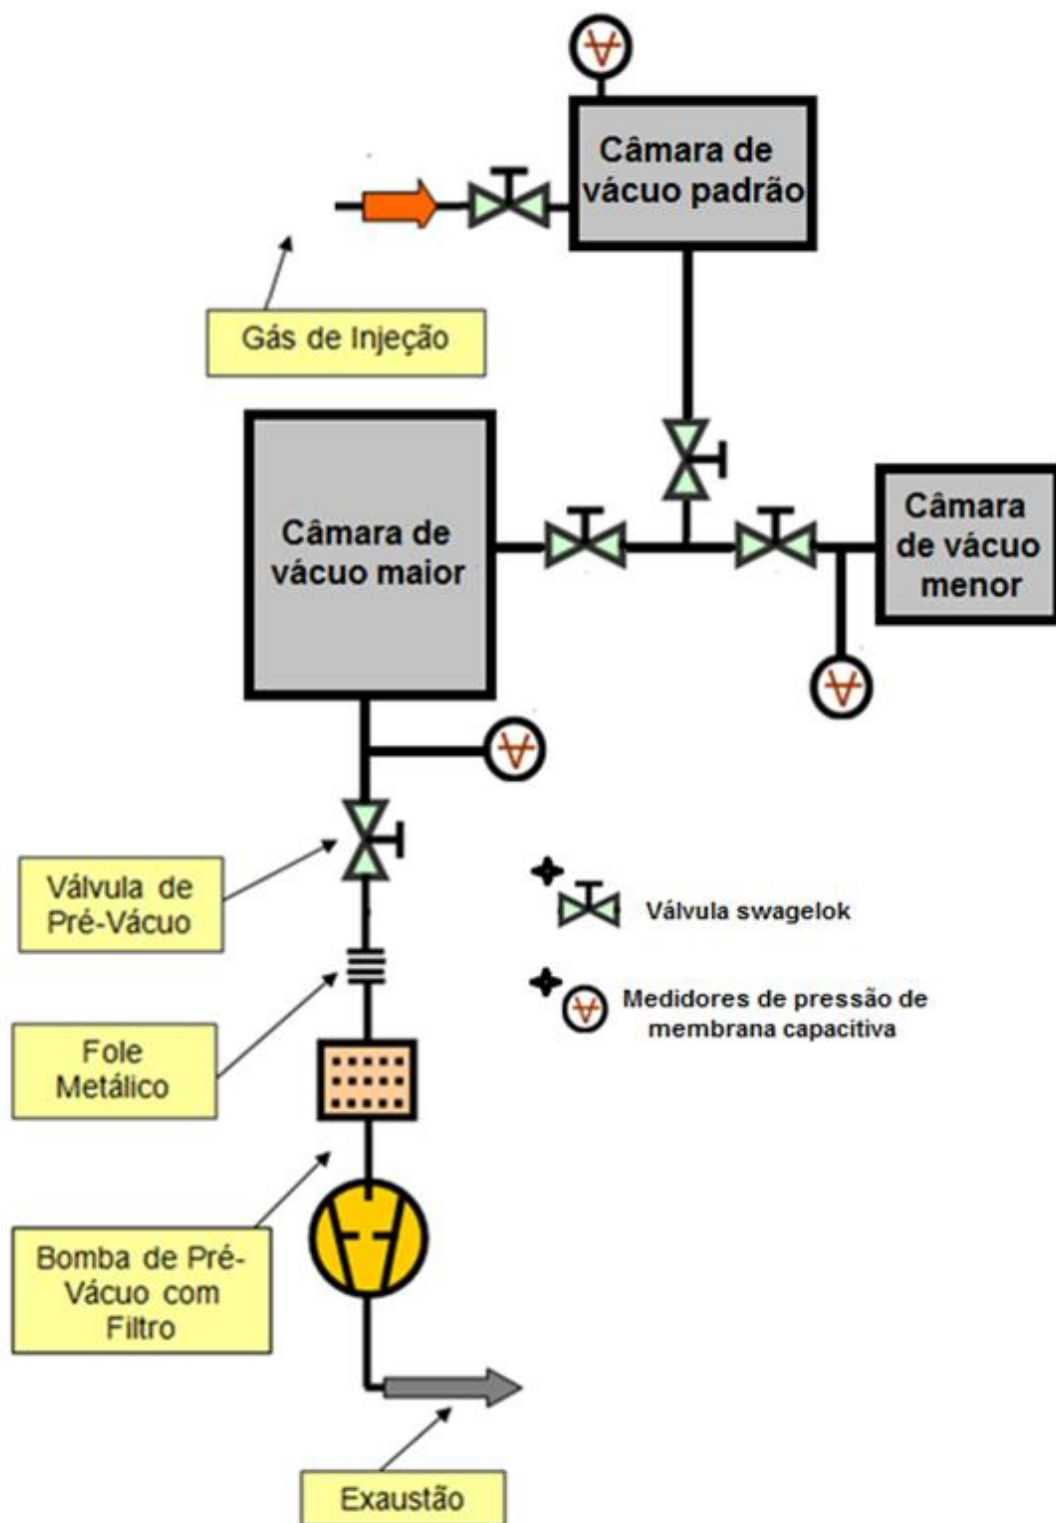 Câmara de
vácuo padrão
Gás de Injeção
Câmara de
vácuo maior
Câmara
de vácuo
menor
Válvula de
Pré-Vácuo
Válvula swagelok
Medidores de pressão de
membrana capacitiva
Fole
Metálico
Bomba de Pré-
Vácuo com
Filtro
Exaustão